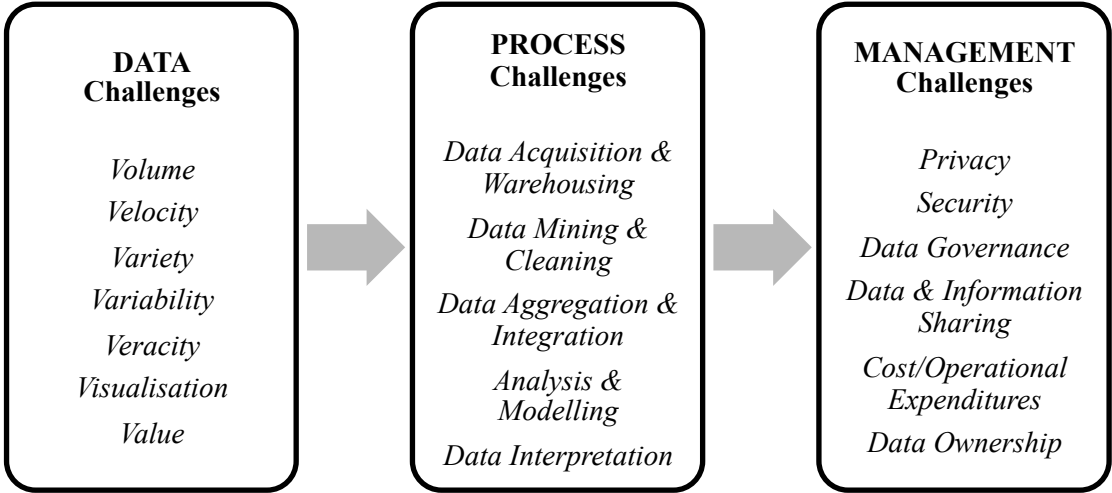 DATA
Challenges
Volume
Velocity
Variety
Variability
Veracity
Visualisation
Value
PROCESS
Challenges
Data Acquisition &
Warehousing
Data Mining &
Cleaning
Data Aggregation &
Integration
Analysis &
Modelling
Data Interpretation
MANAGEMENT
Challenges
Privacy
Security
Data Governance
Data & Information
Sharing
Cost/Operational
Expenditures
Data Ownership